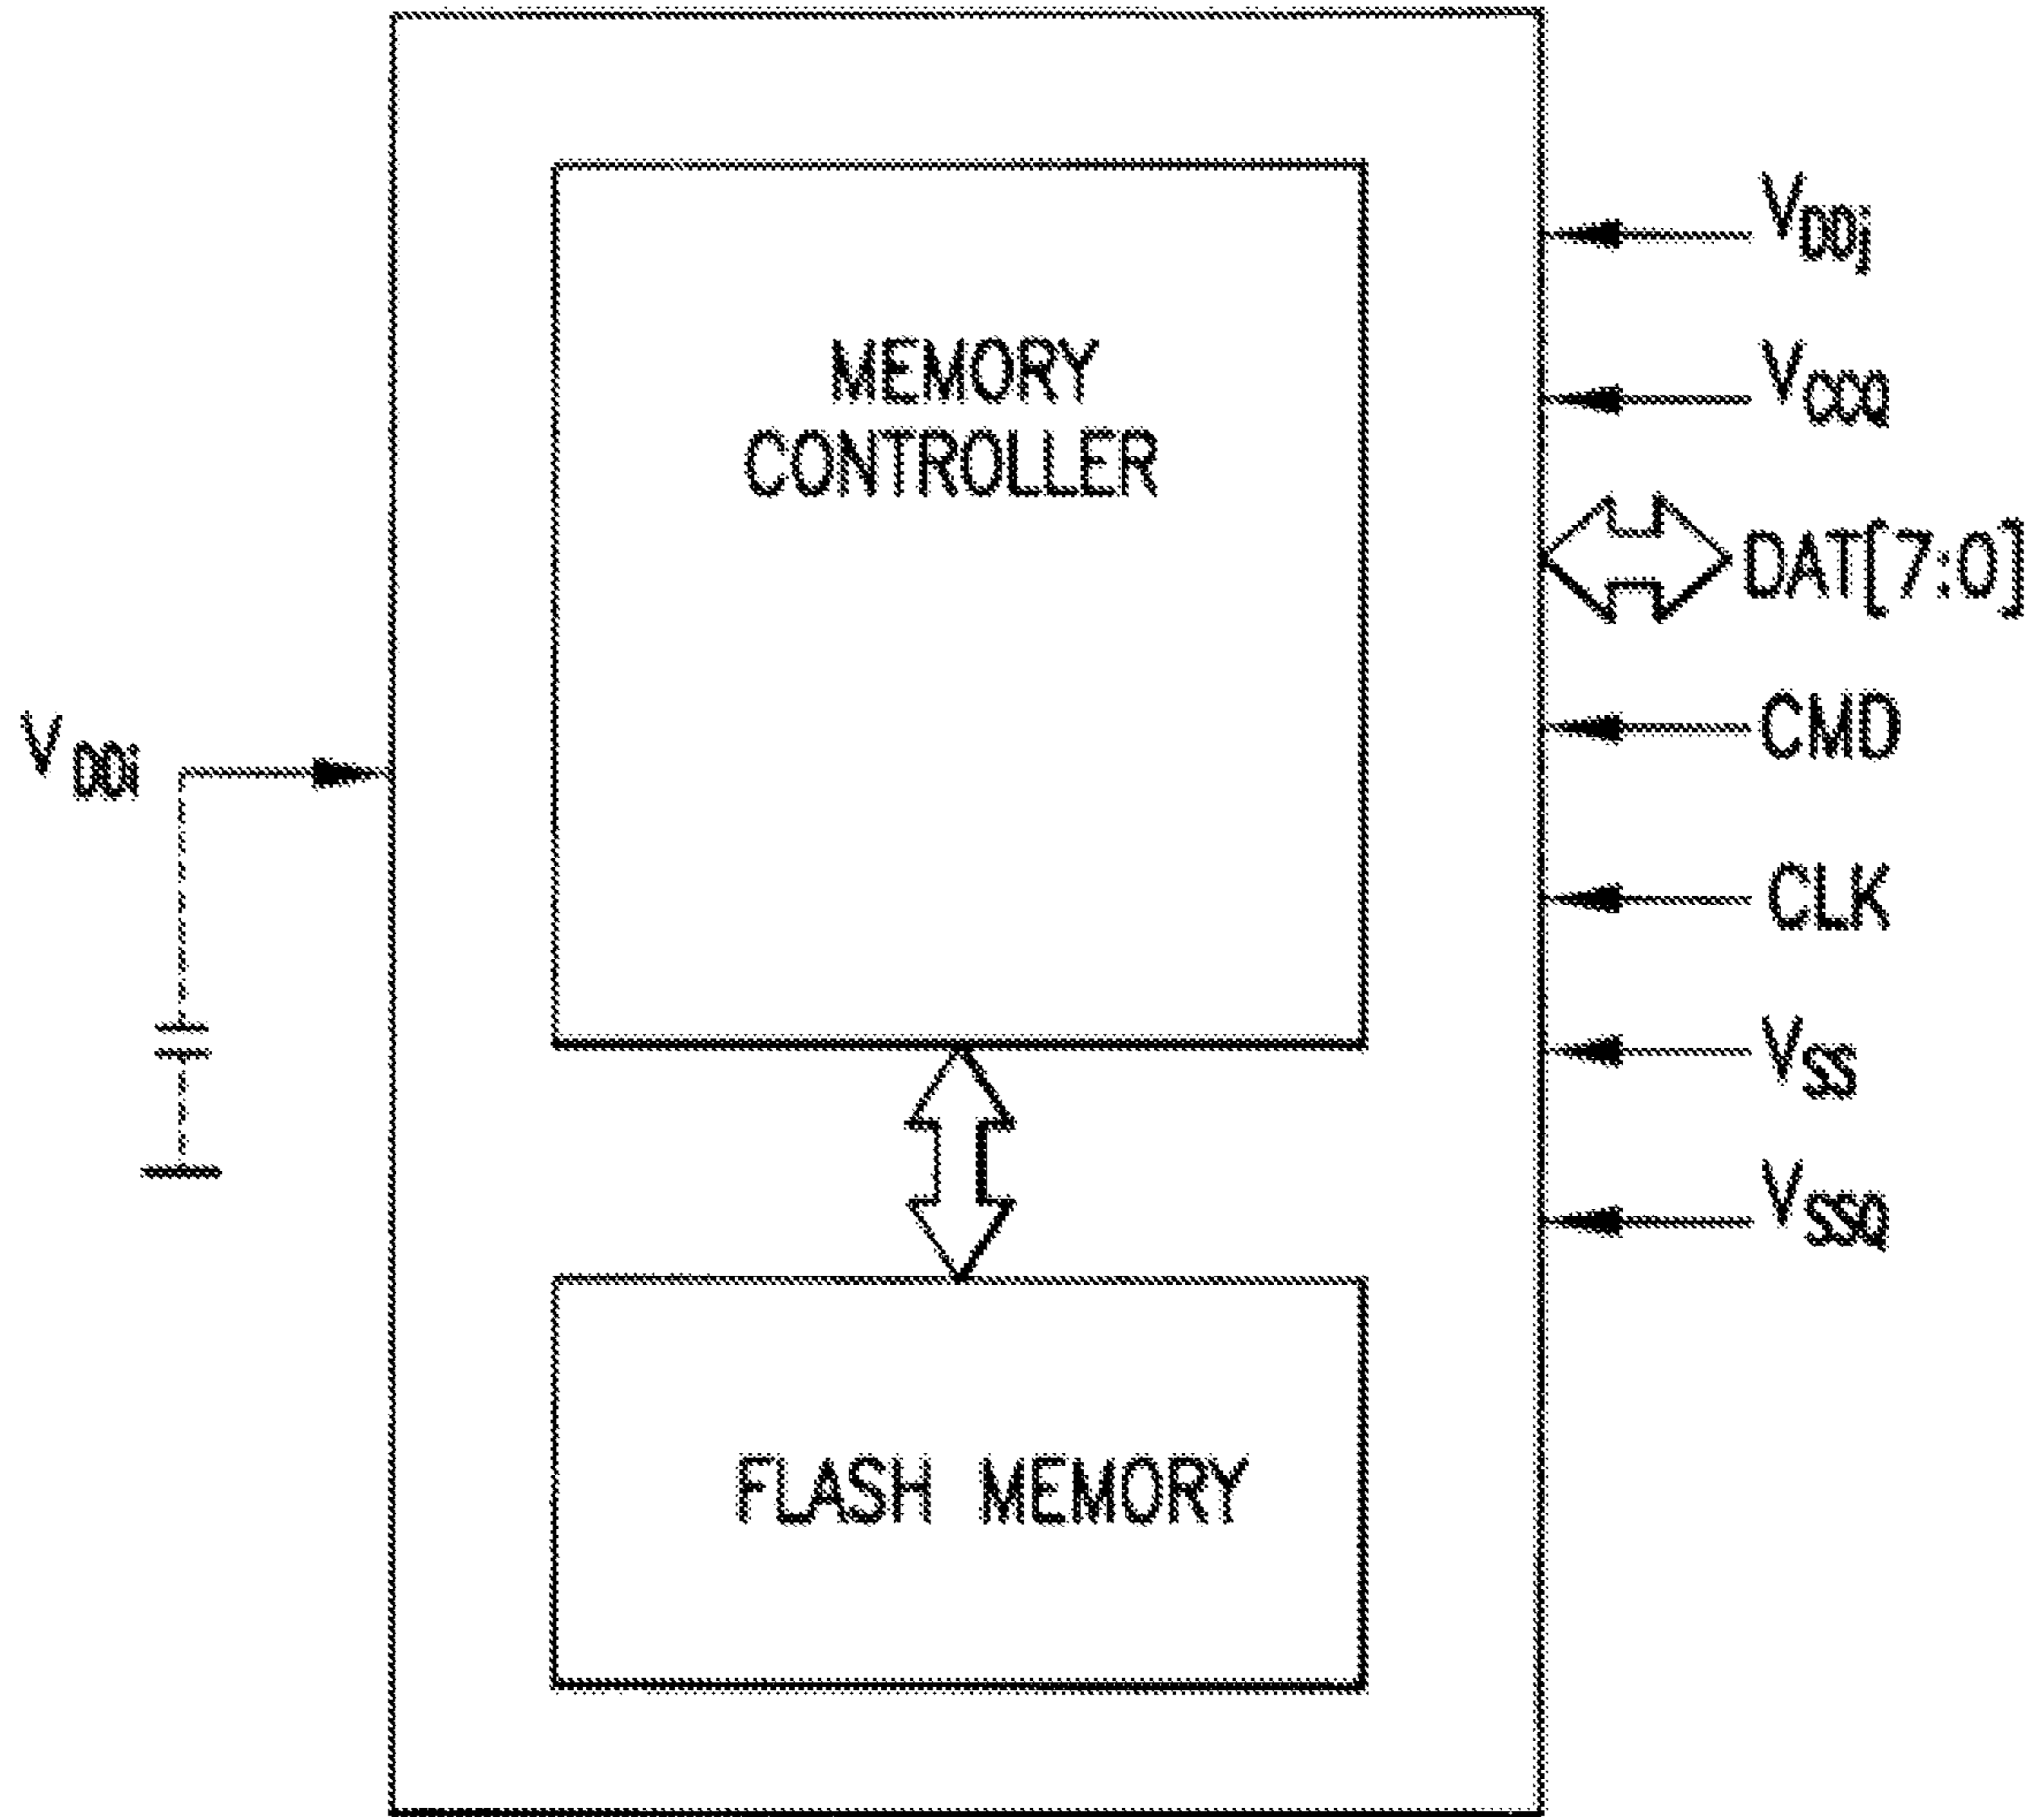 MEMORY
CONTROLLER
VDDj
VCCQ
DAT[7:0]
CMD
VDDi
CLK
VSS
VSSQ
FLASH MEMORY